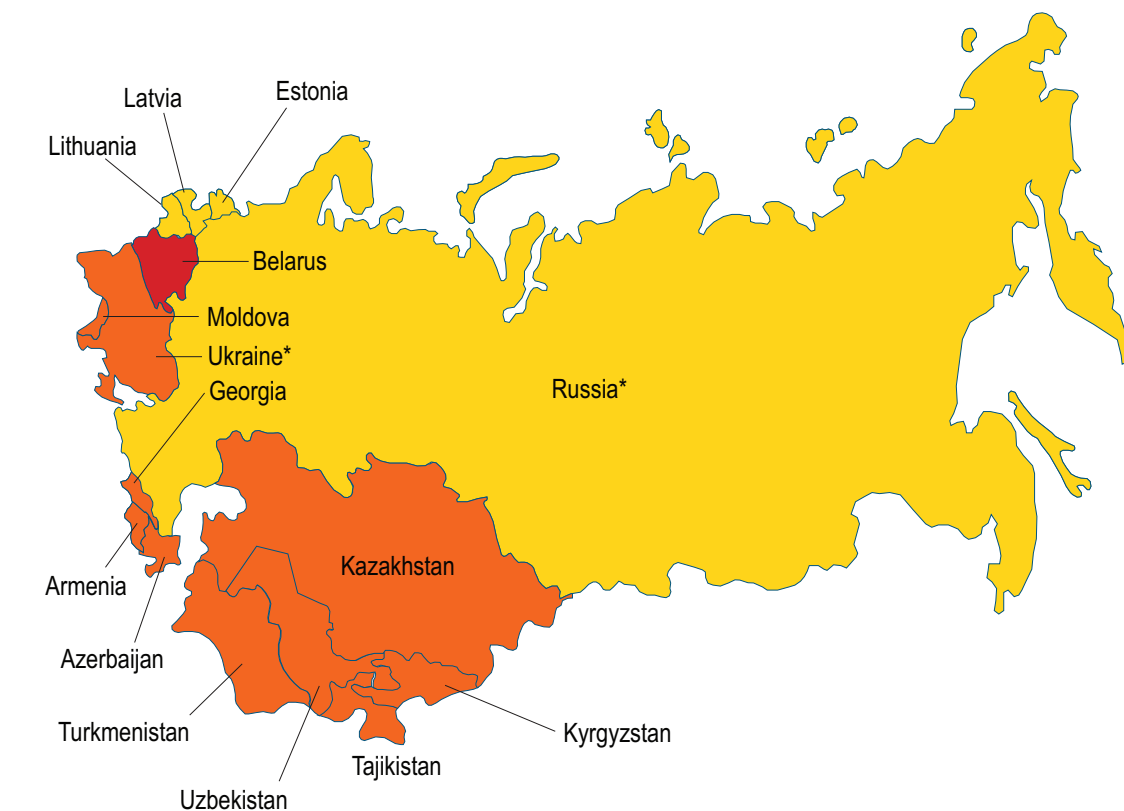 Estonia
Latvia
Lithuania
Belarus
Moldova
Ukraine*
Georgia
Russia*
Kazakhstan
Armenia
Azerbaijan
Turkmenistan
Kyrgyzstan
Tajikistan
Uzbekistan